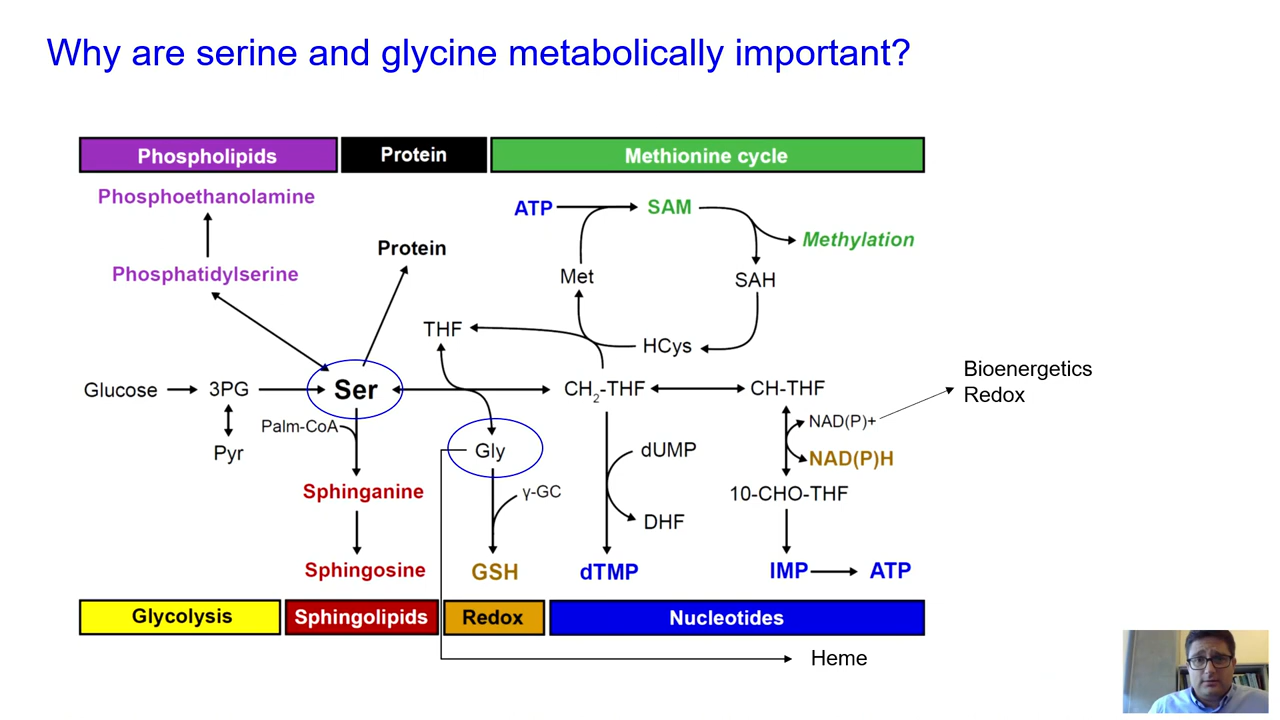 Why are serine and glycine metabolically important?
Phospholipids
Protein
Methionine cycle
Phosphoethanolamine
ATP
SAM
Methylation
Protein
Phosphatidylserine
Met
SAH
THF
HCys
Glucose
3PG
Ser
CH2-THF
CH-THF
Bioenergetics
Redox
Palm-CoA
NAD(P)+
Pyr
Gly
dUMP
NAD(P)H
Sphinganine
γ-GC
10-CHO-THF
DHF
Sphingosine
GSH
dTMP
IMP
ATP
Glycolysis
Sphingolipids
Redox
Nucleotides
Heme